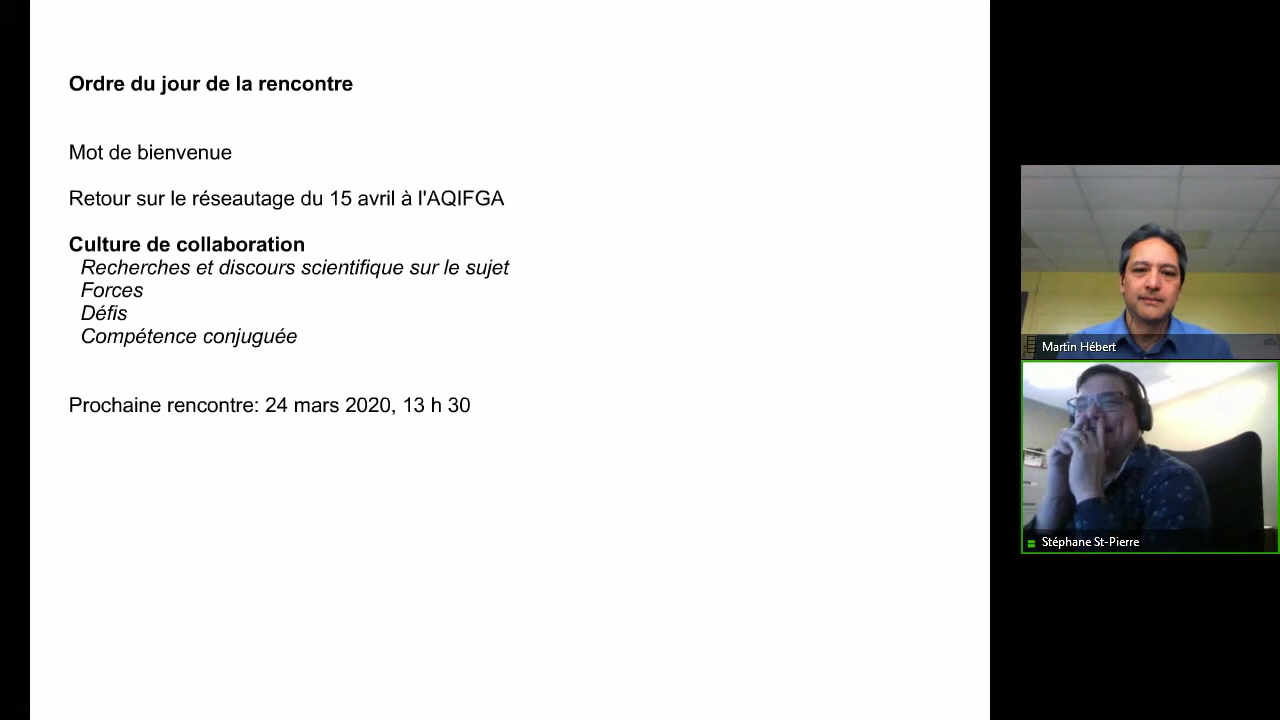 Ordre du jour de la rencontre
Mot de bienvenue
Retour sur le réseautage du 15 avril à l'AQIFGA
Culture de collaboration
Recherches et discours scientifique sur le sujet
Forces
Défis
Compétence conjuguée
Prochaine rencontre: 24 mars 2020, 13 h 30
Martin Hébert
Stéphane St-Pierre